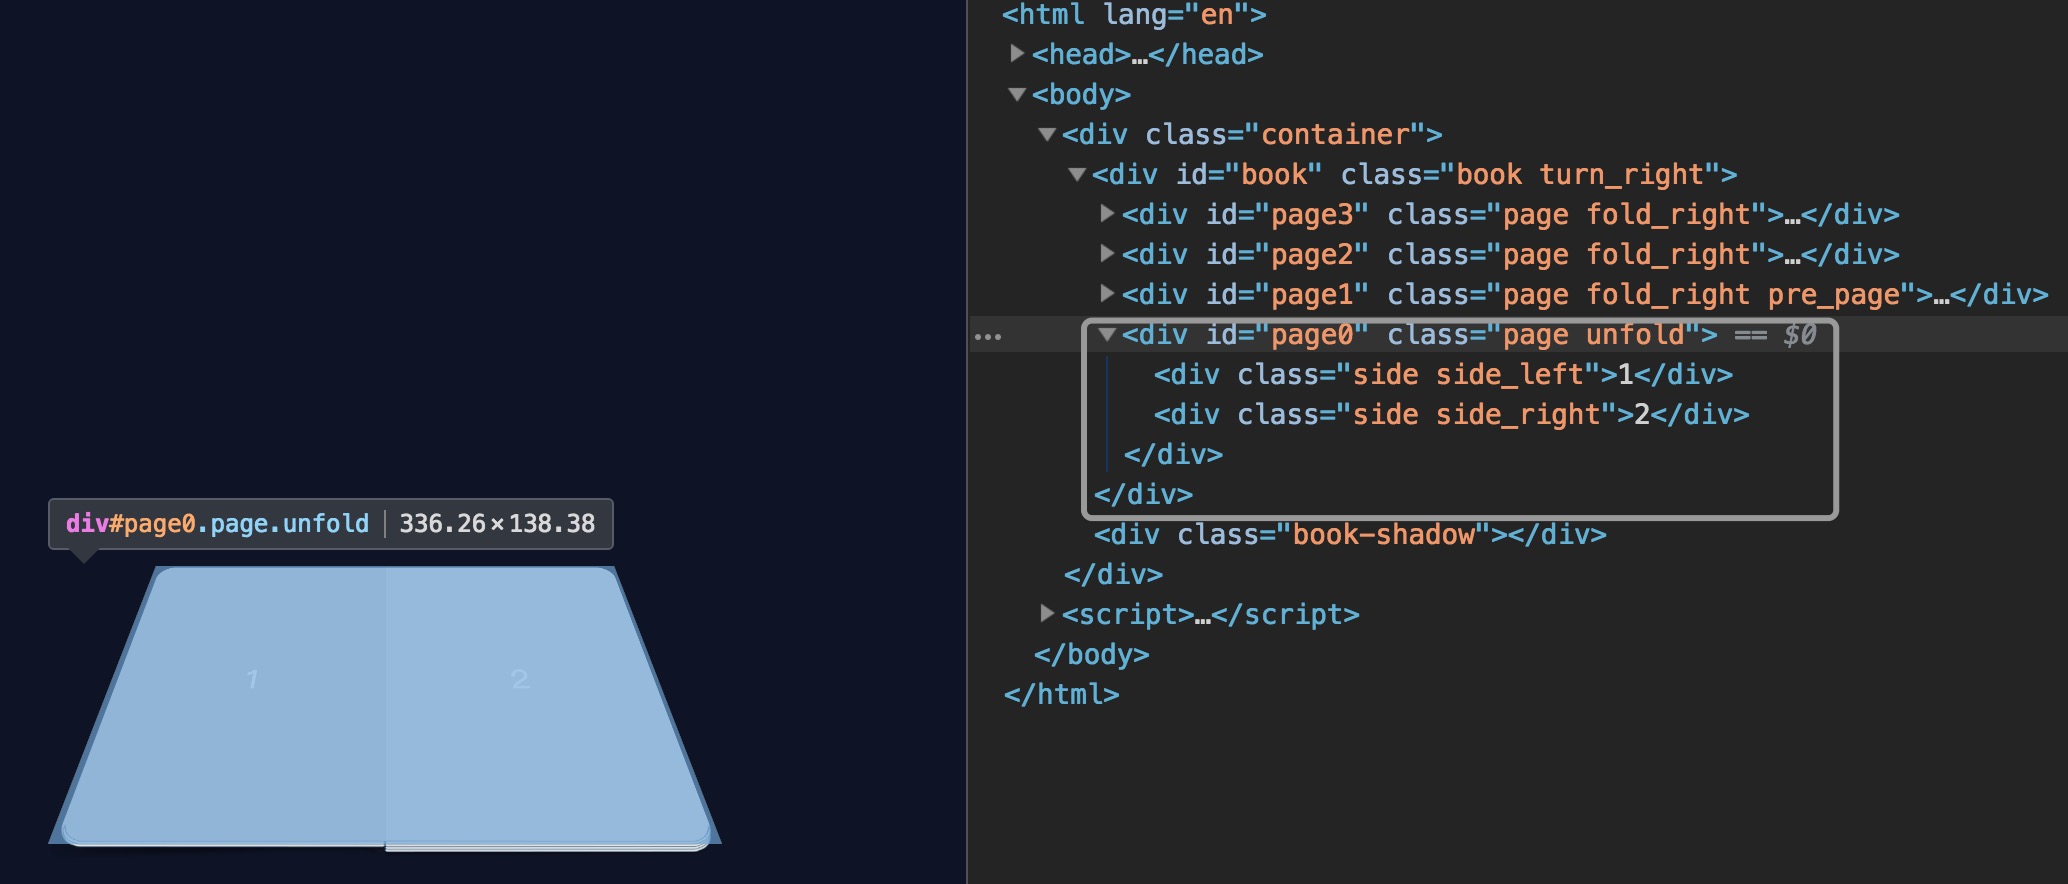 <html lang="en">
<head>…</head>
<body>
<div class="container">
<div id="book" class="book turn_right">
<div id="page3" class="page fold_right">…</div>
<div id="page2" class="page fold_right">…</div>
<div id="page1" class="page fold_right pre_page">…</div>
<div id="page0" class="page unfold"> == $0
<div class="side side_left">1</div>
<div class="side side_right">2</div>
</div>
</div>
<div class="book-shadow"></div>
</div>
<script>…</script>
</body>
</html>
div#page0.page.unfold 336.26×138.38
1 2